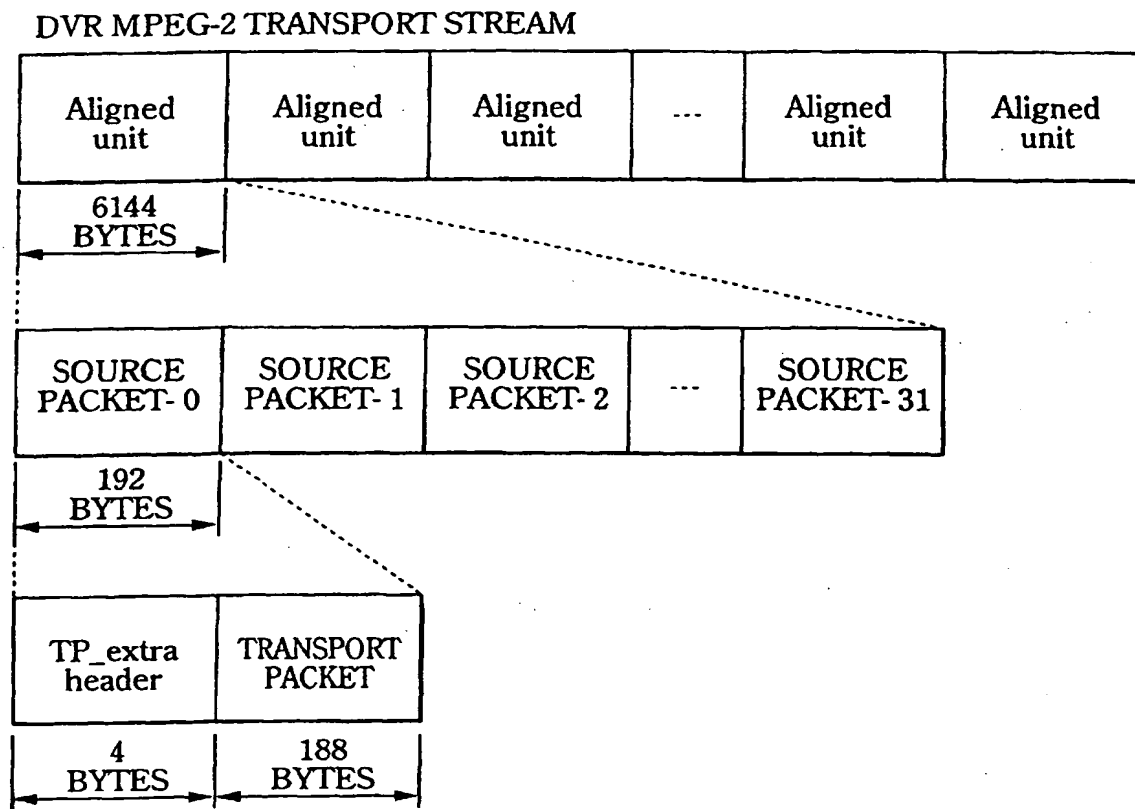 DVR MPEG-2 TRANSPORT STREAM
Aligned unit
Aligned unit
Aligned unit
---
Aligned unit
Aligned unit
6144 BYTES
SOURCE PACKET- 0
SOURCE PACKET- 1
SOURCE PACKET- 2
---
SOURCE PACKET- 31
192 BYTES
TP_extra header
TRANSPORT PACKET
4 BYTES
188 BYTES